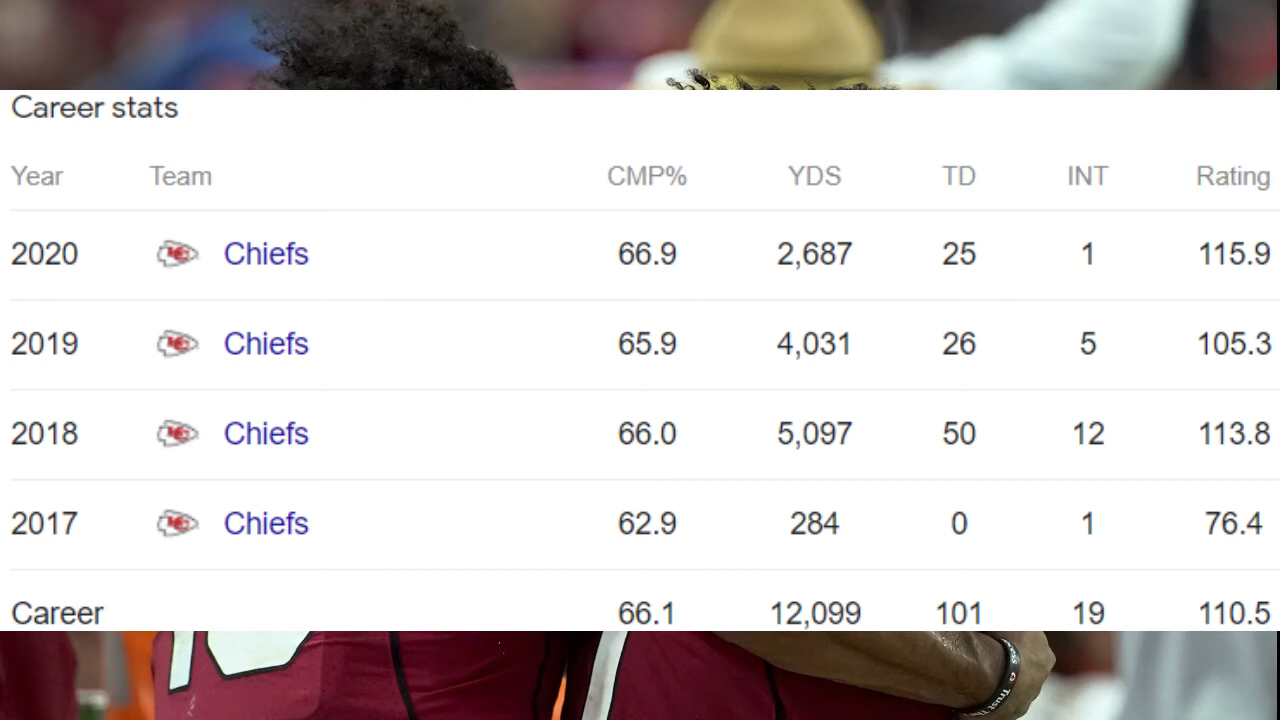 Career stats
Year Team CMP% YDS TD INT Rating
2020 Chiefs 66.9 2,687 25 1 115.9
2019 Chiefs 65.9 4,031 26 5 105.3
2018 Chiefs 66.0 5,097 50 12 113.8
2017 Chiefs 62.9 284 0 1 76.4
Career 66.1 12,099 101 19 110.5